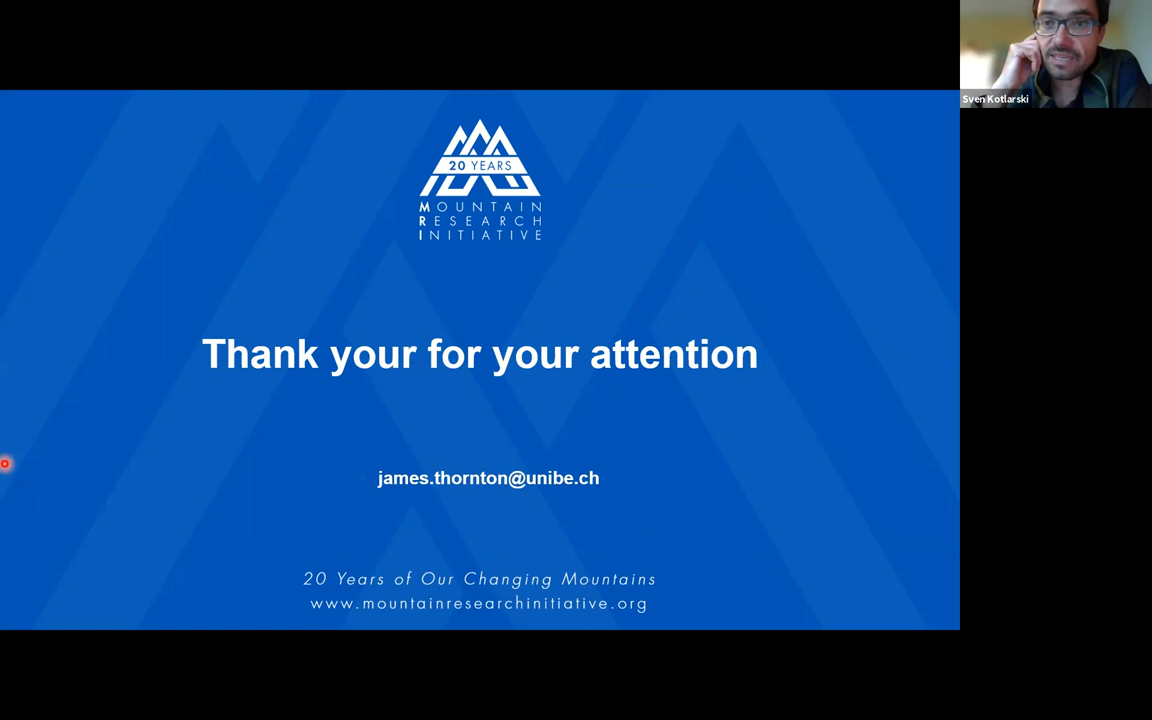 Sven Kotlarski
20 YEARS
MOUNTAIN
RESEARCH
INITIATIVE
Thank your for your attention
james.thornton@unibe.ch
20 Years of Our Changing Mountains
www.mountainresearchinitiative.org